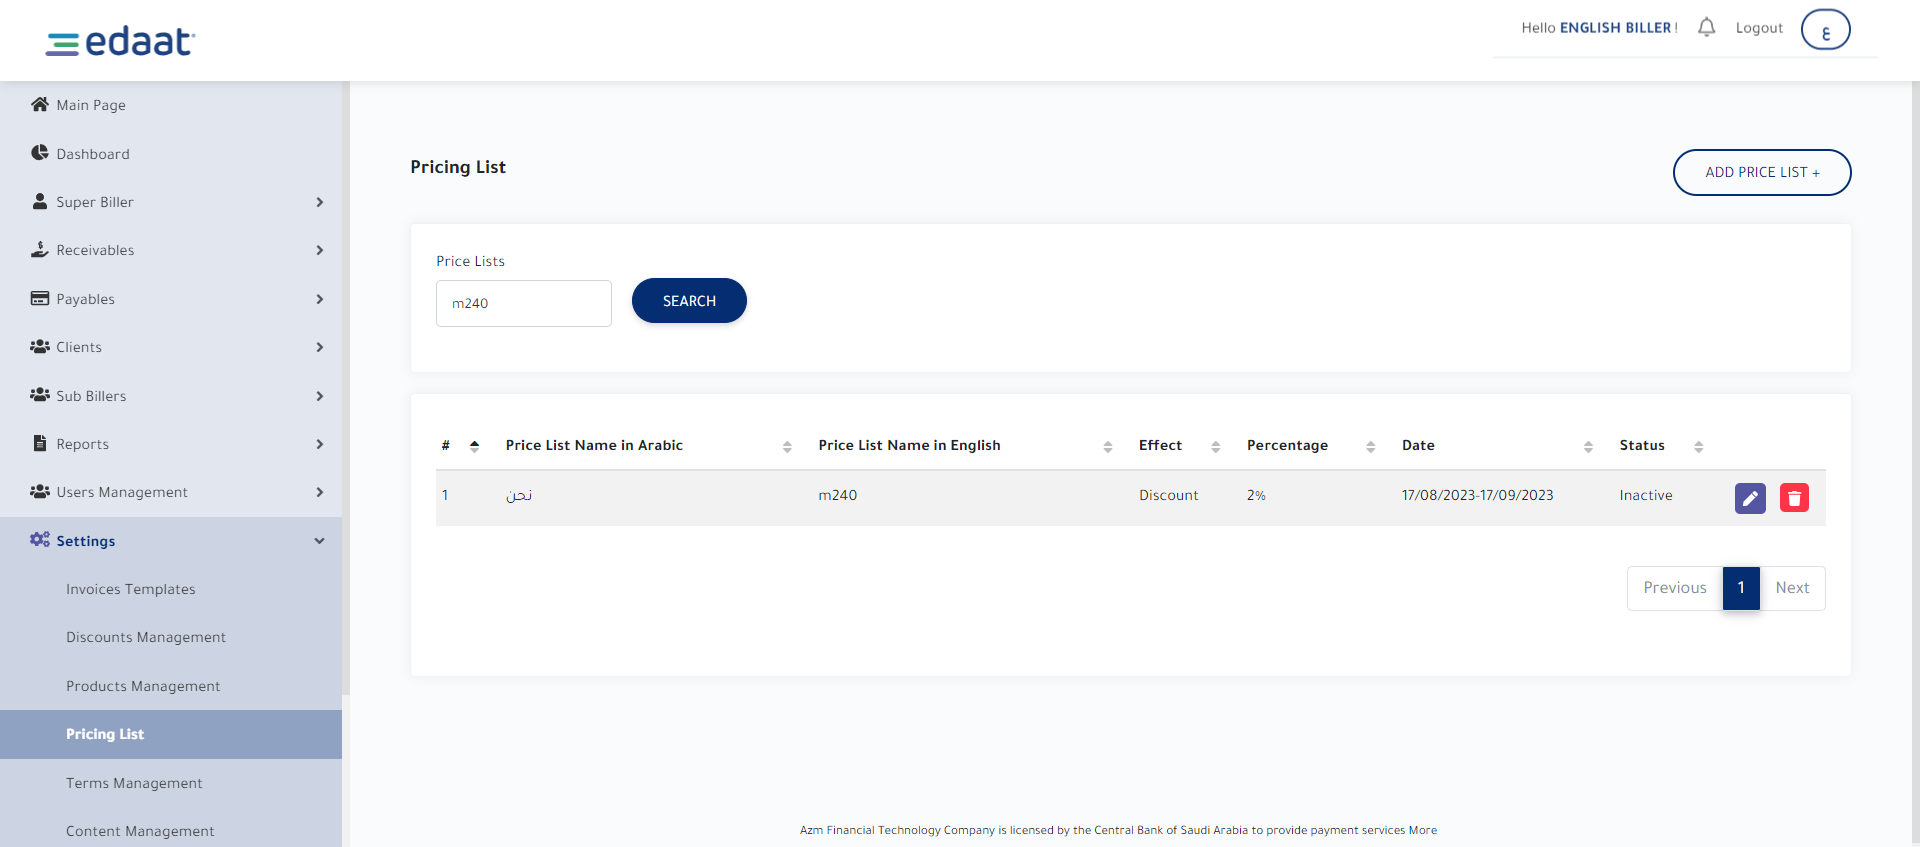 edaat
Hello ENGLISH BILLER !
Logout
ع
Main Page
Dashboard
Super Biller
Receivables
Payables
Clients
Sub Billers
Reports
Users Management
Settings
Invoices Templates
Discounts Management
Products Management
Pricing List
Terms Management
Content Management
Pricing List
ADD PRICE LIST +
Price Lists
m240
SEARCH
# Price List Name in Arabic Price List Name in English Effect Percentage Date Status
1 نحن m240 Discount 2% 17/08/2023-17/09/2023 Inactive
Previous 1 Next
Azm Financial Technology Company is licensed by the Central Bank of Saudi Arabia to provide payment services More